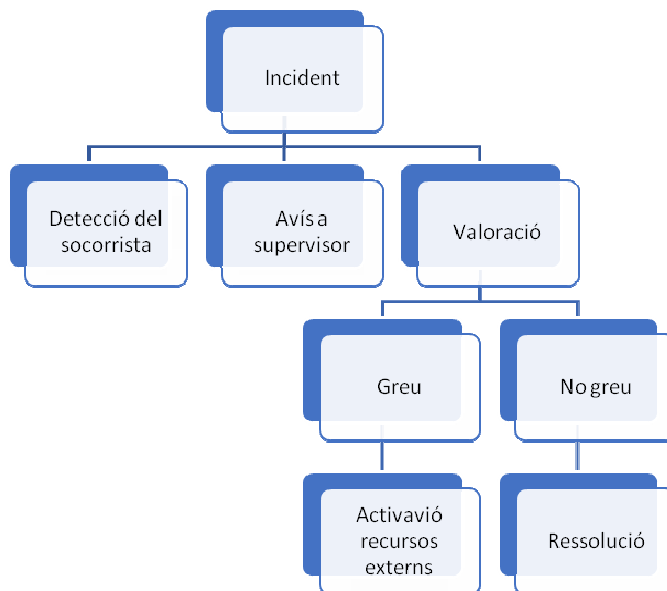 Incident
Detecció del
socorrista
Avís a
supervisor
Valoració
Greu
No greu
Activavió
recursos
externs
Ressolució